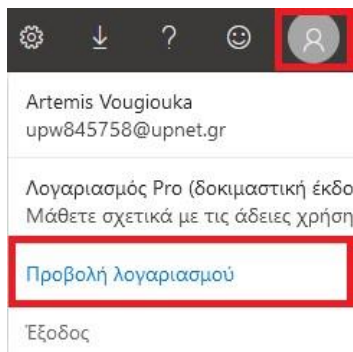 Artemis Vougiouka
upw845758@upnet.gr
Λογαριασμός Pro (δοκιμαστική έκδο
Μάθετε σχετικά με τις άδειες χρήση
Προβολή λογαριασμού
Έξοδος